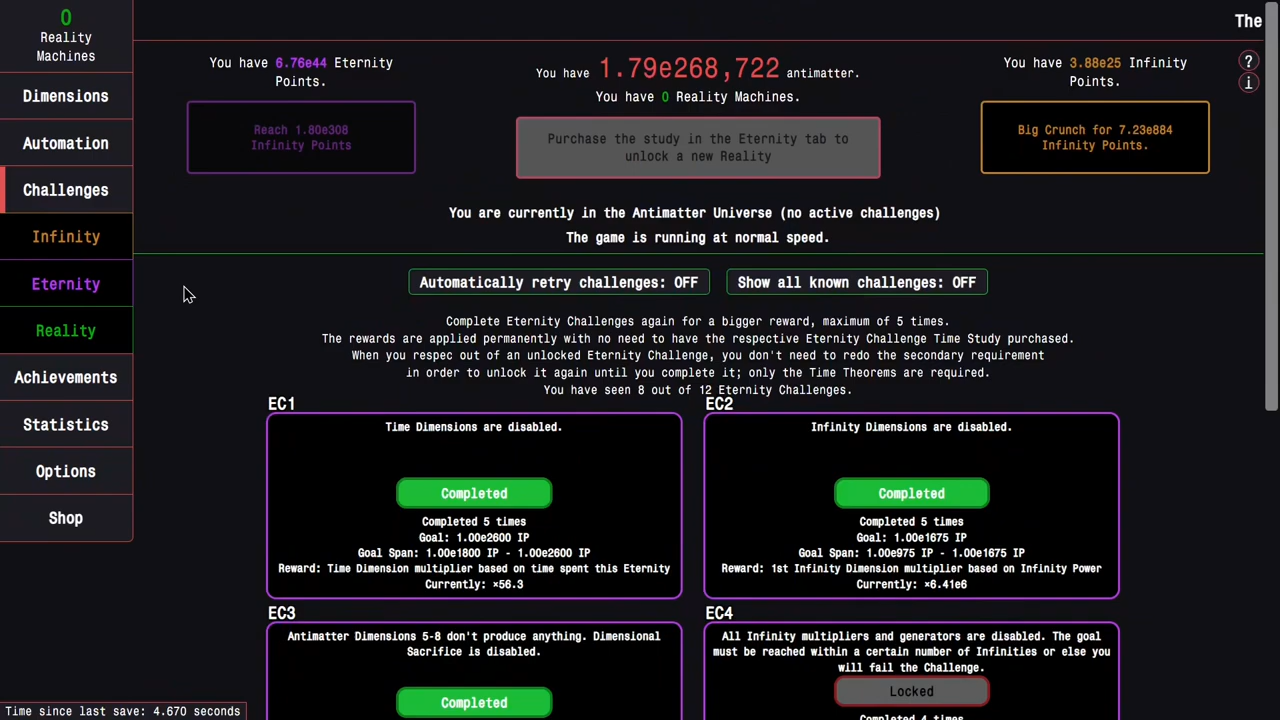 0
Reality
Machines
Dimensions
Automation
Challenges
Infinity
Eternity
Reality
Achievements
Statistics
Options
Shop
The
You have 6.76e44 Eternity
Points.
Reach 1.80e308
Infinity Points
You have 1.79e268,722 antimatter.
You have 0 Reality Machines.
Purchase the study in the Eternity tab to
unlock a new Reality
You have 3.88e25 Infinity
Points.
Big Crunch for 7.23e884
Infinity Points.
?
i
You are currently in the Antimatter Universe (no active challenges)
The game is running at normal speed.
Automatically retry challenges: OFF
Show all known challenges: OFF
Complete Eternity Challenges again for a bigger reward, maximum of 5 times.
The rewards are applied permanently with no need to have the respective Eternity Challenge Time Study purchased.
When you respec out of an unlocked Eternity Challenge, you don't need to redo the secondary requirement
in order to unlock it again until you complete it; only the Time Theorems are required.
You have seen 8 out of 12 Eternity Challenges.
EC1
Time Dimensions are disabled.
Completed
Completed 5 times
Goal: 1.00e2600 IP
Goal Span: 1.00e1800 IP - 1.00e2600 IP
Reward: Time Dimension multiplier based on time spent this Eternity
Currently: ×56.3
EC2
Infinity Dimensions are disabled.
Completed
Completed 5 times
Goal: 1.00e1675 IP
Goal Span: 1.00e975 IP - 1.00e1675 IP
Reward: 1st Infinity Dimension multiplier based on Infinity Power
Currently: ×6.41e6
EC3
Antimatter Dimensions 5-8 don't produce anything. Dimensional
Sacrifice is disabled.
Completed
EC4
All Infinity multipliers and generators are disabled. The goal
must be reached within a certain number of Infinities or else you
will fail the Challenge.
Locked
Completed 4 times
Time since last save: 4.670 seconds